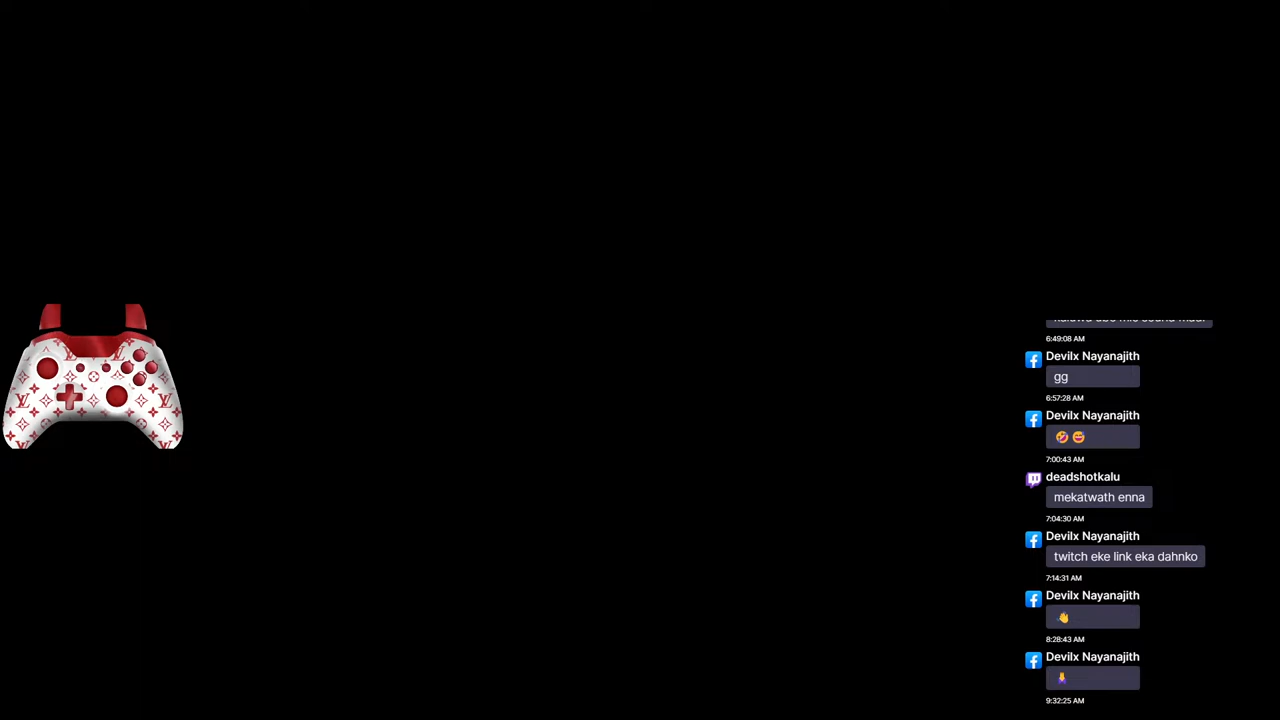 6:49:08 AM
Devilx Nayanajith
gg
6:57:28 AM
Devilx Nayanajith
🤣 😅
7:00:43 AM
deadshotkalu
mekatwath enna
7:04:30 AM
Devilx Nayanajith
twitch eke link eka dahnko
7:14:31 AM
Devilx Nayanajith
8:28:43 AM
Devilx Nayanajith
9:32:25 AM